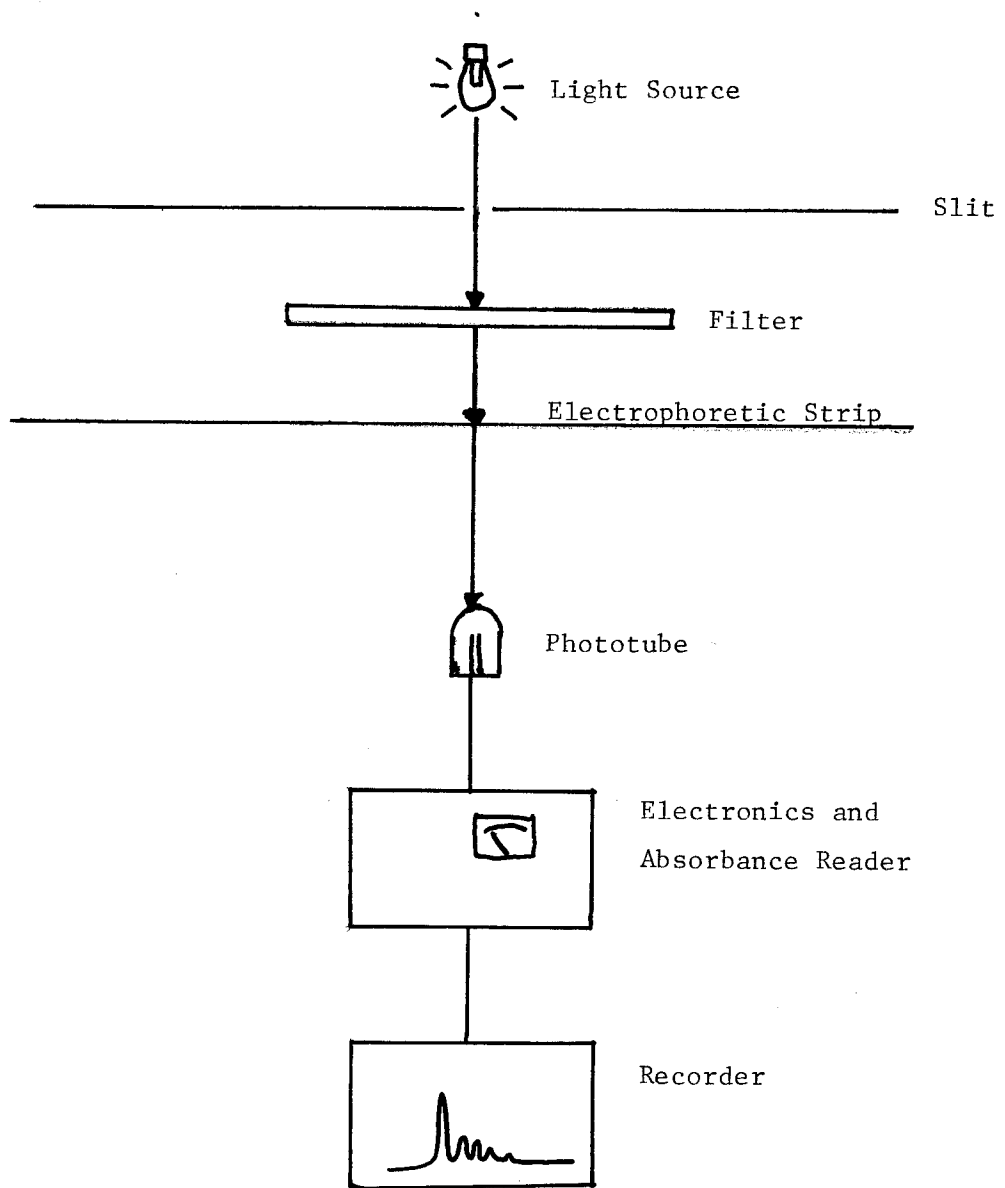 Light Source
Slit
Filter
Electrophoretic Strip
Phototube
Electronics and
Absorbance Reader
Recorder